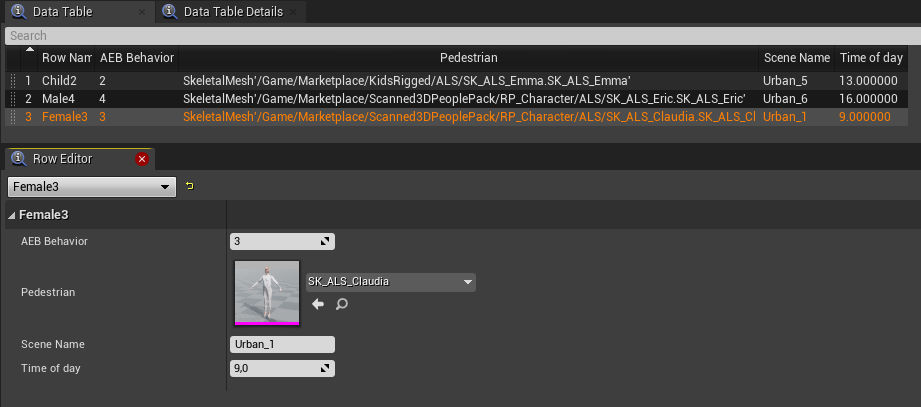 Data Table
Data Table Details
Search
Row Nam AEB Behavior Pedestrian Scene Name Time of day
1 Child2 2 SkeletalMesh'/Game/Marketplace/KidsRigged/ALS/SK_ALS_Emma.SK_ALS_Emma' Urban_5 13.000000
2 Male4 4 SkeletalMesh'/Game/Marketplace/Scanned3DPeoplePack/RP_Character/ALS/SK_ALS_Eric.SK_ALS_Eric' Urban_6 16.000000
3 Female3 3 SkeletalMesh'/Game/Marketplace/Scanned3DPeoplePack/RP_Character/ALS/SK_ALS_Claudia.SK_ALS_Cl Urban_1 9.000000
Row Editor
Female3
Female3
AEB Behavior 3
Pedestrian SK_ALS_Claudia
Scene Name Urban_1
Time of day 9,0